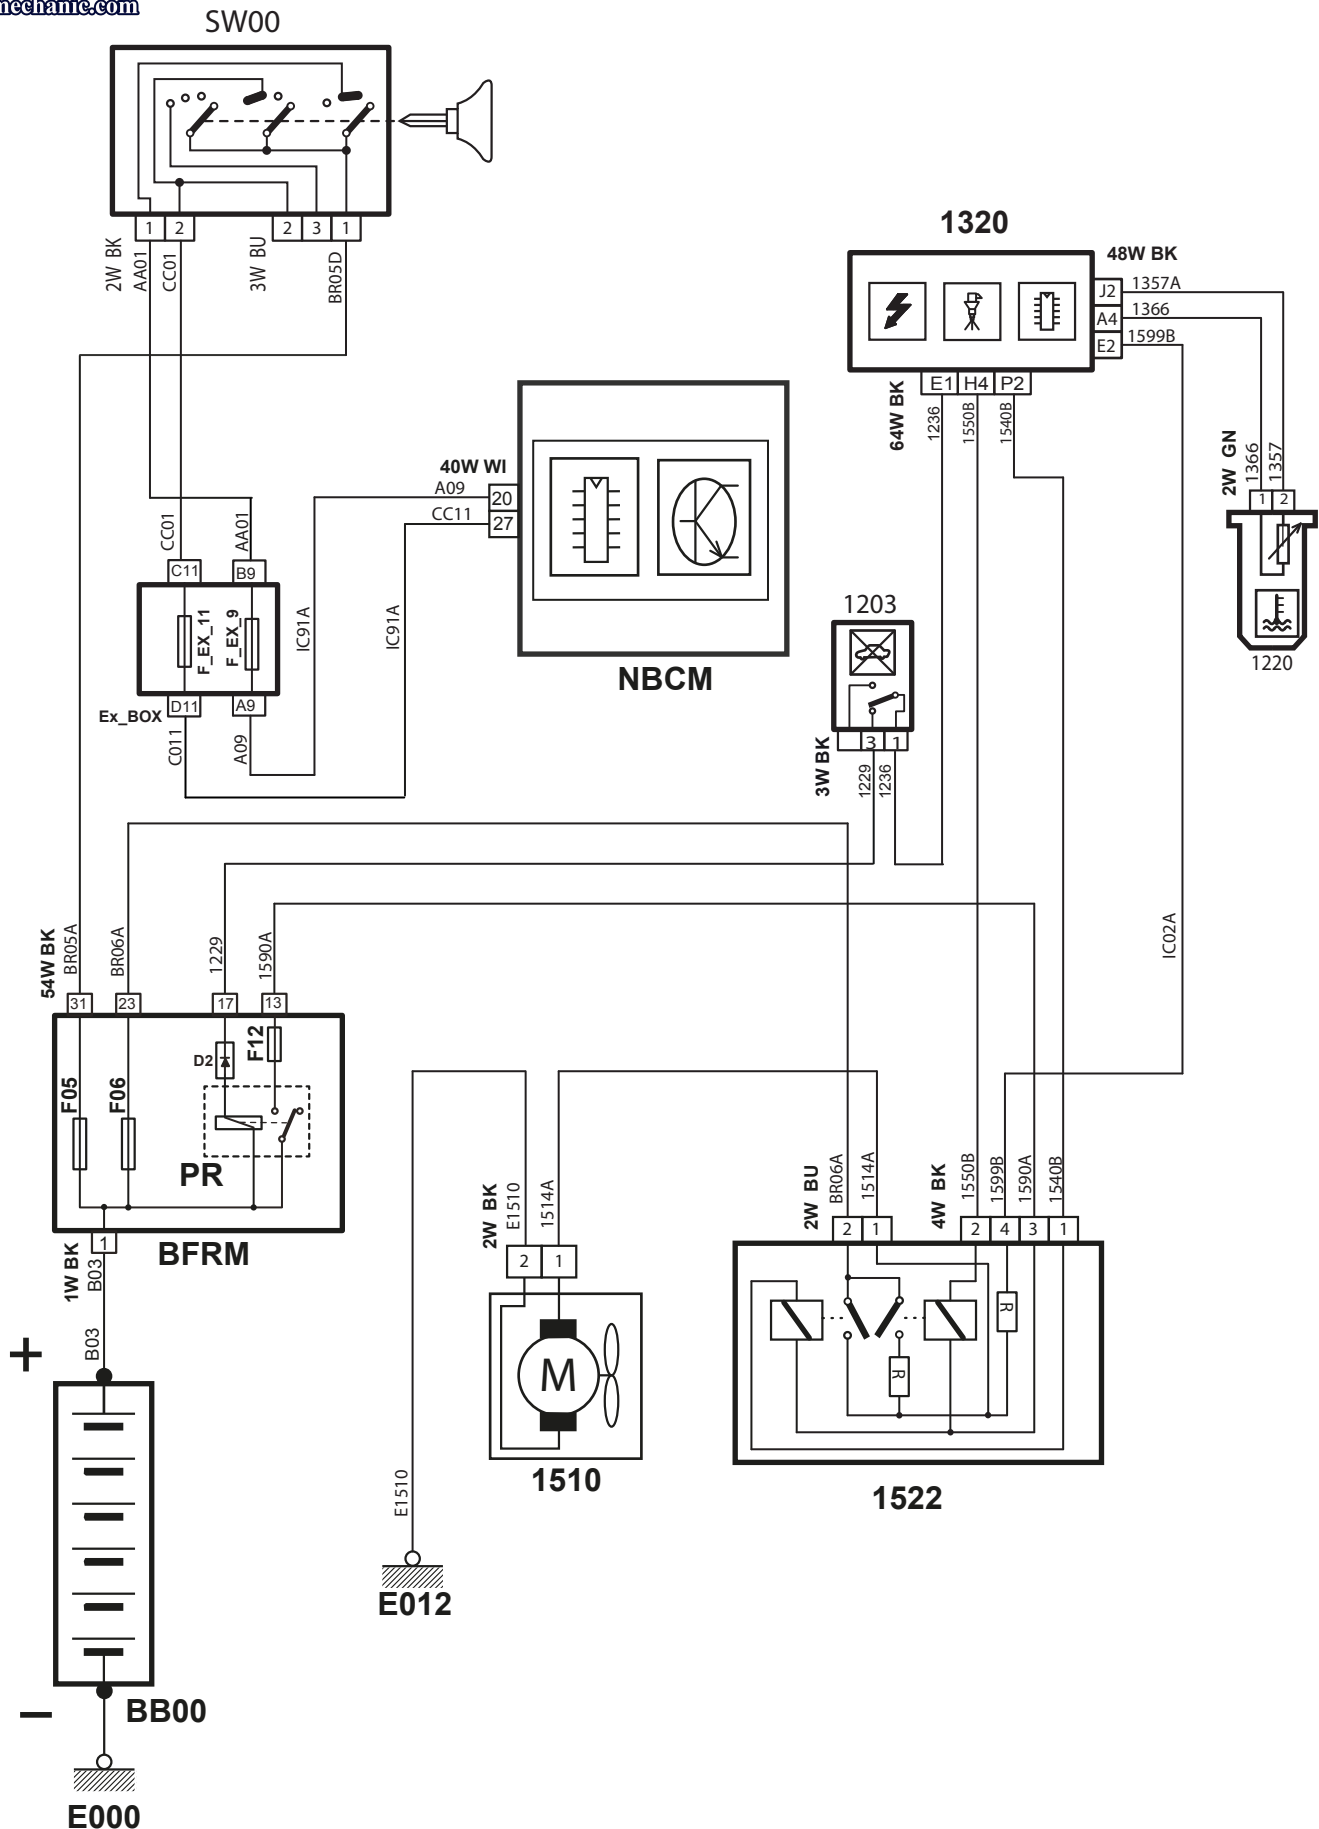 mechanic.com
SW00
1 2 2 3 1
2W BK
AA01
CC01
3W BU
BR05D
1320
48W BK
J2 1357A
A4 1366
E2 1599B
E1 H4 P2
64W BK
1236
1550B
1540B
2W GN
1366
1357
1 2
1220
40W WI
A09
20
CC11
27
NBCM
CC01
AA01
C11 B9
F_EX_11
F_EX_9
D11 A9
Ex_BOX
C011
A09
IC91A
IC91A
1203
3 1
3W BK
1229
1236
IC02A
54W BK
BR05A
BR06A
1229
1590A
31 23 17 13
D2
F12
F05
F06
PR
BFRM
1
1W BK
B03
B03
+
BB00
–
E000
2W BK
E1510
1514A
2 1
M
1510
E1510
E012
2W BU
BR06A
1514A
4W BK
1550B
1599B
1590A
1540B
2 1 2 4 3 1
R
R
1522